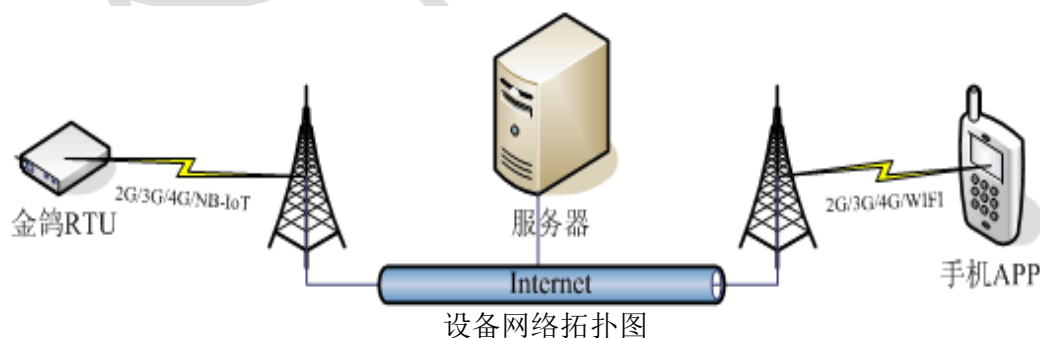 2G/3G/4G/NB-IoT
金鸽RTU
服务器
2G/3G/4G/WIFI
手机APP
Internet
设备网络拓扑图